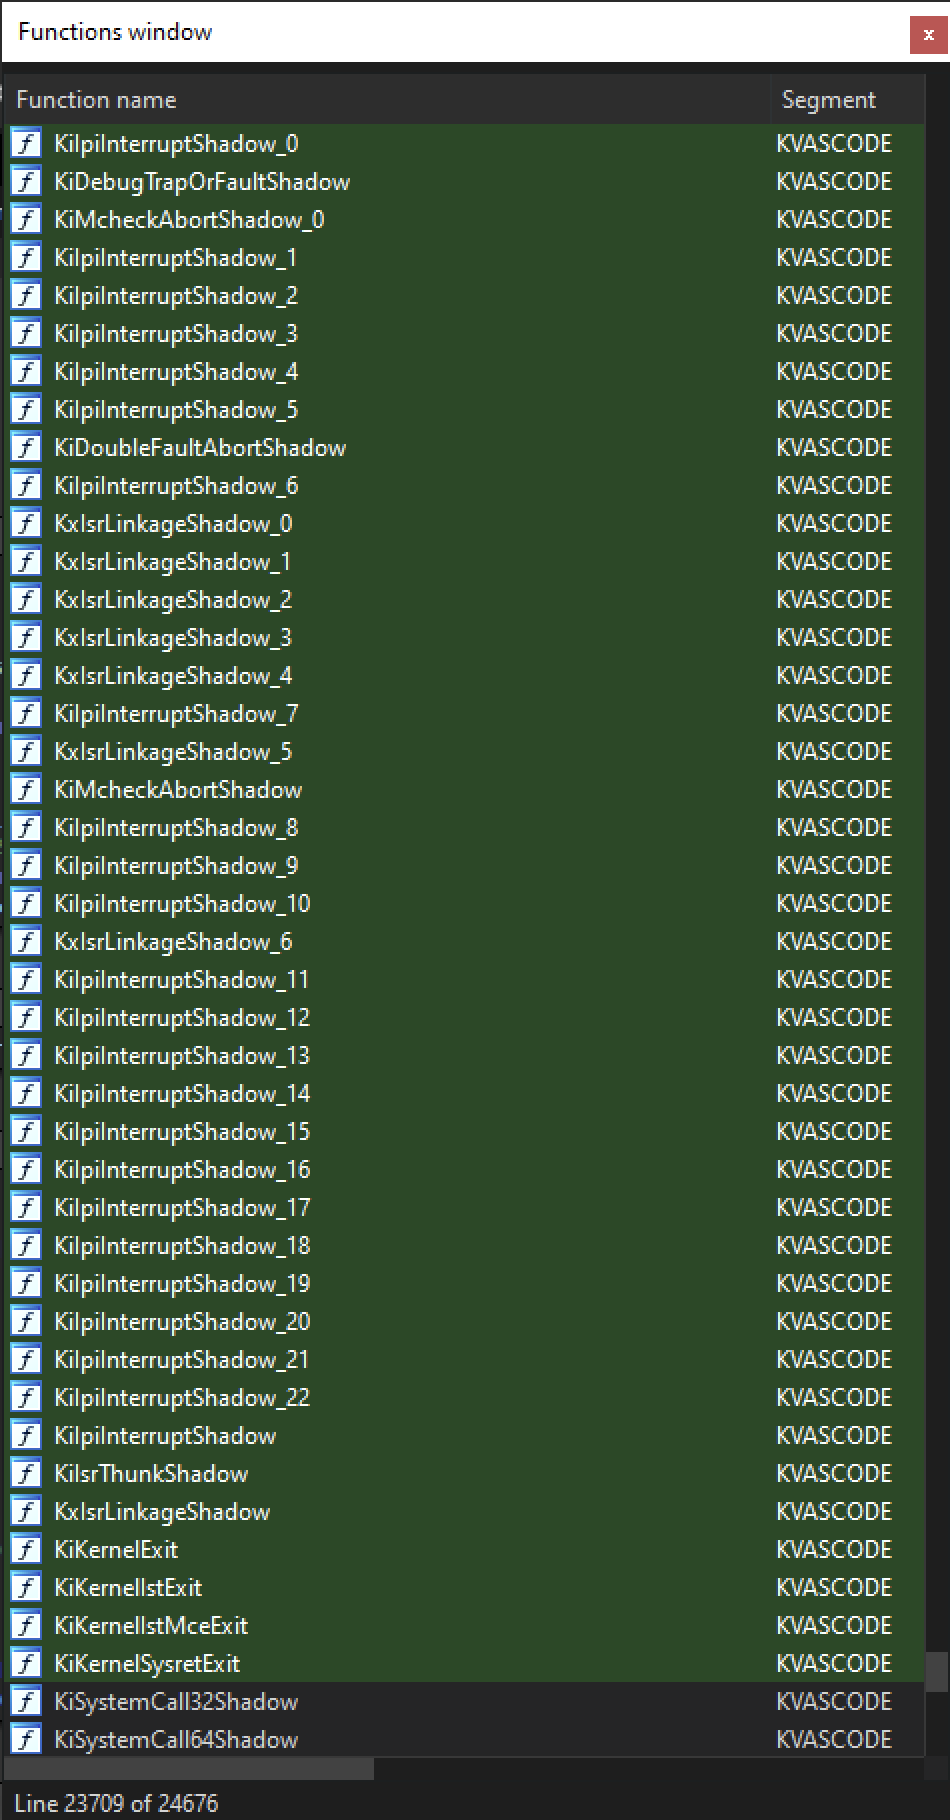 Functions window
x
Function name Segment
KiIpiInterruptShadow_0 KVASCODE
KiDebugTrapOrFaultShadow KVASCODE
KiMcheckAbortShadow_0 KVASCODE
KiIpiInterruptShadow_1 KVASCODE
KiIpiInterruptShadow_2 KVASCODE
KiIpiInterruptShadow_3 KVASCODE
KiIpiInterruptShadow_4 KVASCODE
KiIpiInterruptShadow_5 KVASCODE
KiDoubleFaultAbortShadow KVASCODE
KiIpiInterruptShadow_6 KVASCODE
KxIsrLinkageShadow_0 KVASCODE
KxIsrLinkageShadow_1 KVASCODE
KxIsrLinkageShadow_2 KVASCODE
KxIsrLinkageShadow_3 KVASCODE
KxIsrLinkageShadow_4 KVASCODE
KiIpiInterruptShadow_7 KVASCODE
KxIsrLinkageShadow_5 KVASCODE
KiMcheckAbortShadow KVASCODE
KiIpiInterruptShadow_8 KVASCODE
KiIpiInterruptShadow_9 KVASCODE
KiIpiInterruptShadow_10 KVASCODE
KxIsrLinkageShadow_6 KVASCODE
KiIpiInterruptShadow_11 KVASCODE
KiIpiInterruptShadow_12 KVASCODE
KiIpiInterruptShadow_13 KVASCODE
KiIpiInterruptShadow_14 KVASCODE
KiIpiInterruptShadow_15 KVASCODE
KiIpiInterruptShadow_16 KVASCODE
KiIpiInterruptShadow_17 KVASCODE
KiIpiInterruptShadow_18 KVASCODE
KiIpiInterruptShadow_19 KVASCODE
KiIpiInterruptShadow_20 KVASCODE
KiIpiInterruptShadow_21 KVASCODE
KiIpiInterruptShadow_22 KVASCODE
KiIpiInterruptShadow KVASCODE
KiIsrThunkShadow KVASCODE
KxIsrLinkageShadow KVASCODE
KiKernelExit KVASCODE
KiKernelIstExit KVASCODE
KiKernelIstMceExit KVASCODE
KiKernelSysretExit KVASCODE
KiSystemCall32Shadow KVASCODE
KiSystemCall64Shadow KVASCODE
Line 23709 of 24676